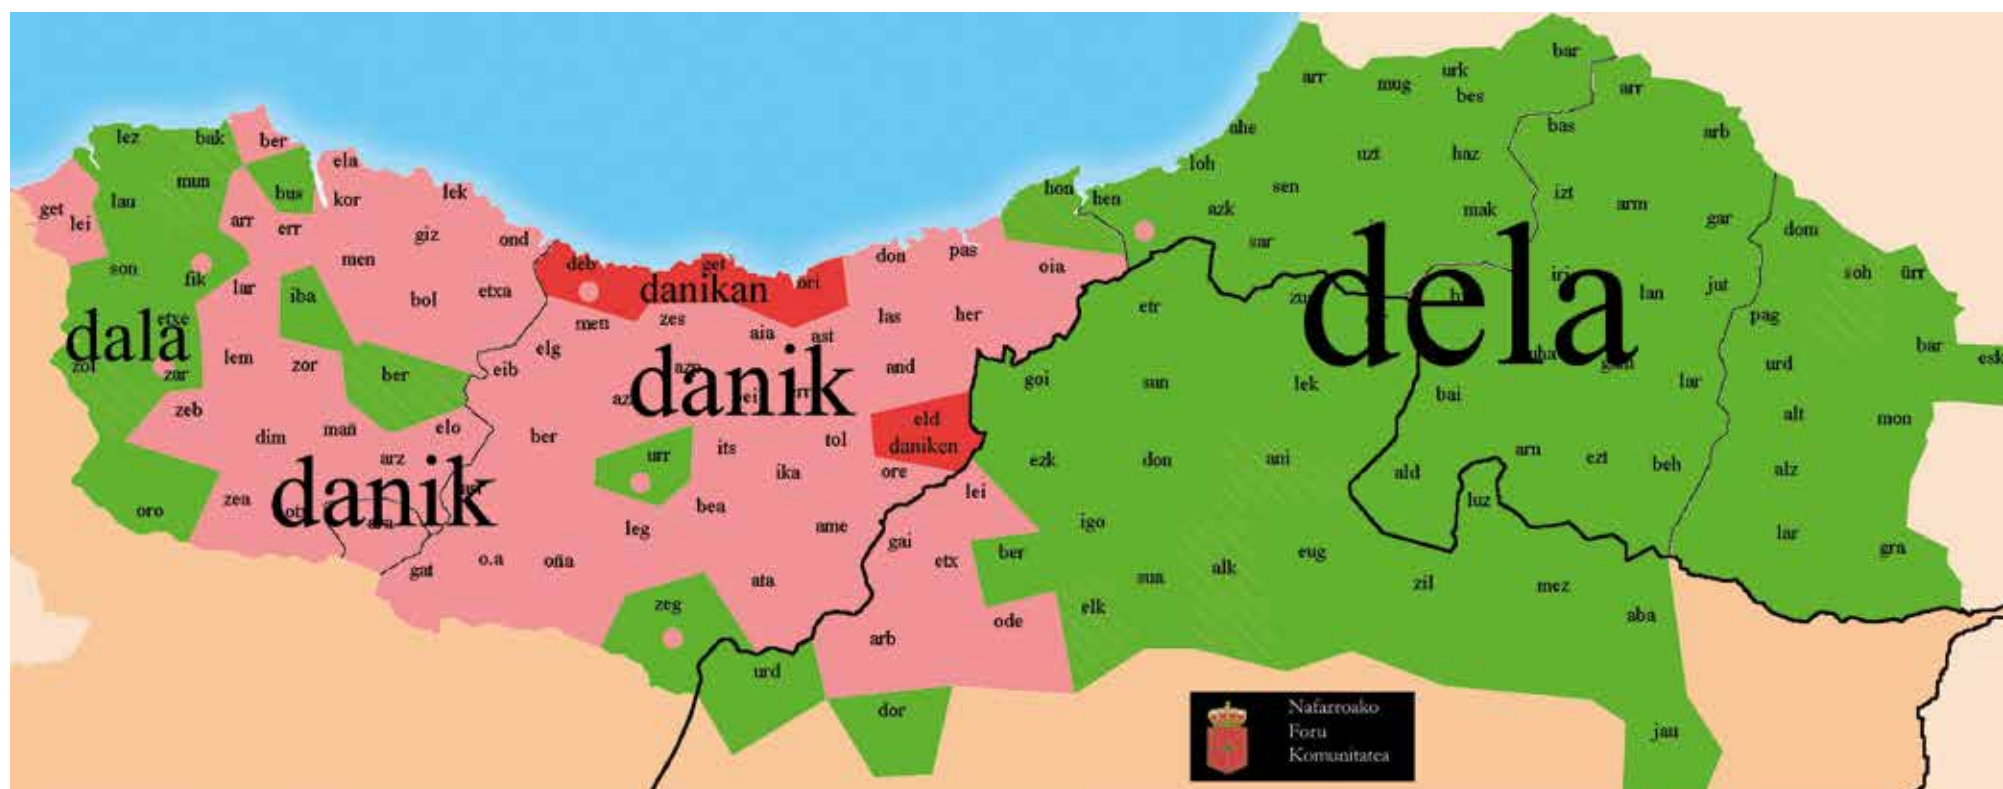 bar
arr
mug
urk
bes
arr
lez
bak
ber
ahe
bas
arb
ela
uzt
haz
loh
mun
bus
kor
lek
hon
hen
sen
izt
lau
get
lei
arr
err
giz
ond
azk
mak
arm
gar
dom
men
don
pas
sar
son
fik
lar
iba
bol
etxa
deb
get
ori
danikan
oia
soh
ürr
lan
jut
etr
men
zes
aia
ast
las
her
pag
dala
etxe
zol
zar
lem
zor
ber
eib
elg
danik
and
goi
sun
lek
dela
bai
lar
urd
bar
esk
zeb
dim
mañ
elo
arz
ber
urr
its
ika
tol
eld
daniken
ore
ezk
don
ani
ald
arn
ezt
beh
alt
mon
alz
oro
zea
danik
leg
bea
ame
lei
luz
igo
gai
etx
ber
eug
lar
gra
gat
o.a
oña
ata
sua
alk
zil
mez
zeg
arb
ode
elk
aba
urd
dor
jau
Nafarroako
Foru
Komunitatea